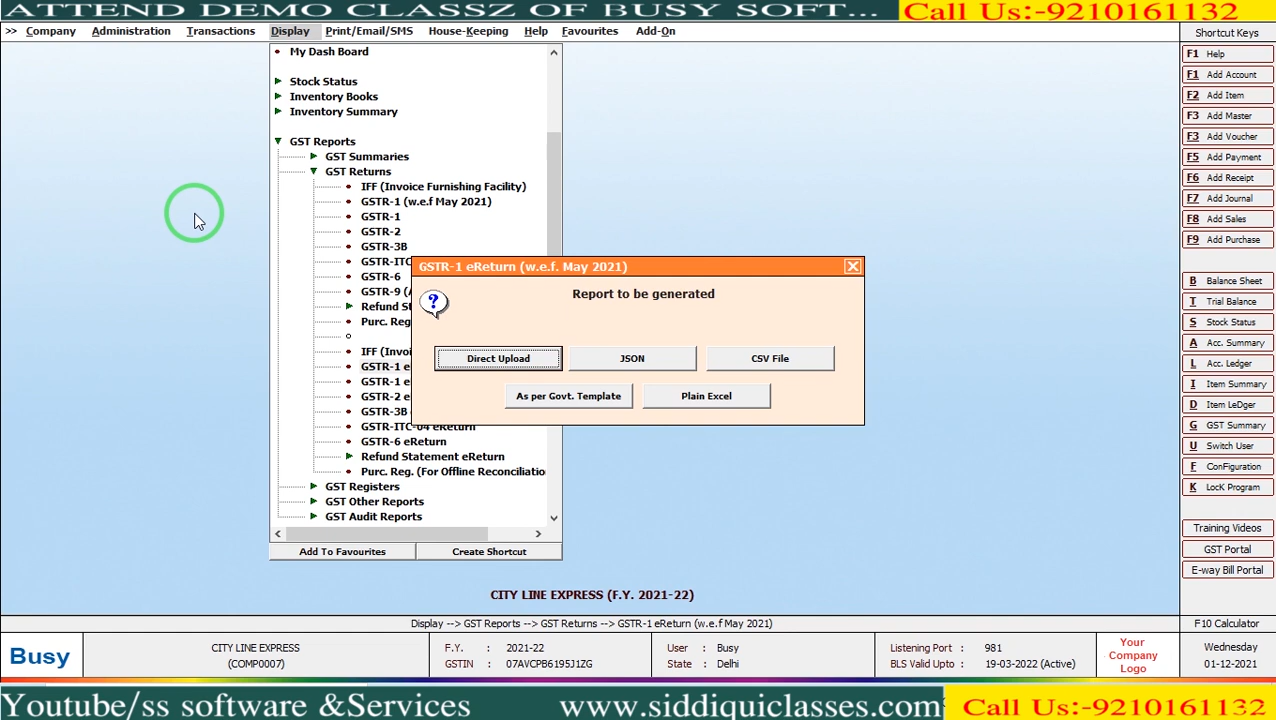 ATTEND DEMO CLASSZ OF BUSY SOFT... Call Us:-9210161132
>> Company Administration Transactions Display Print/Email/SMS House-Keeping Help Favourites Add-On Shortcut Keys
My Dash Board
Stock Status
Inventory Books
Inventory Summary
GST Reports
GST Summaries
GST Returns
IFF (Invoice Furnishing Facility)
GSTR-1 (w.e.f May 2021)
GSTR-1
GSTR-2
GSTR-3B
GSTR-ITC
GSTR-6
GSTR-9 (A
Refund St
Purc. Reg
IFF (Invoi
GSTR-1 e
GSTR-1 e
GSTR-2 e
GSTR-3B e
GSTR-ITC-04 eReturn
GSTR-6 eReturn
Refund Statement eReturn
Purc. Reg. (For Offline Reconciliatio
GST Registers
GST Other Reports
GST Audit Reports
Add To Favourites Create Shortcut
GSTR-1 eReturn (w.e.f. May 2021)
?
Report to be generated
Direct Upload JSON CSV File
As per Govt. Template Plain Excel
F1 Help
F1 Add Account
F2 Add Item
F3 Add Master
F3 Add Voucher
F5 Add Payment
F6 Add Receipt
F7 Add Journal
F8 Add Sales
F9 Add Purchase
B Balance Sheet
T Trial Balance
S Stock Status
A Acc. Summary
L Acc. Ledger
I Item Summary
D Item LeDger
G GST Summary
U Switch User
F ConFiguration
K LocK Program
Training Videos
GST Portal
E-way Bill Portal
CITY LINE EXPRESS (F.Y. 2021-22)
Display --> GST Reports --> GST Returns --> GSTR-1 eReturn (w.e.f May 2021) F10 Calculator
Busy
CITY LINE EXPRESS
(COMP0007)
F.Y. : 2021-22
GSTIN : 07AVCPB6195J1ZG
User : Busy
State : Delhi
Listening Port : 981
BLS Valid Upto : 19-03-2022 (Active)
Your
Company
Logo
Wednesday
01-12-2021
Youtube/ss software &Services www.siddiquiclasses.com Call Us:-9210161132